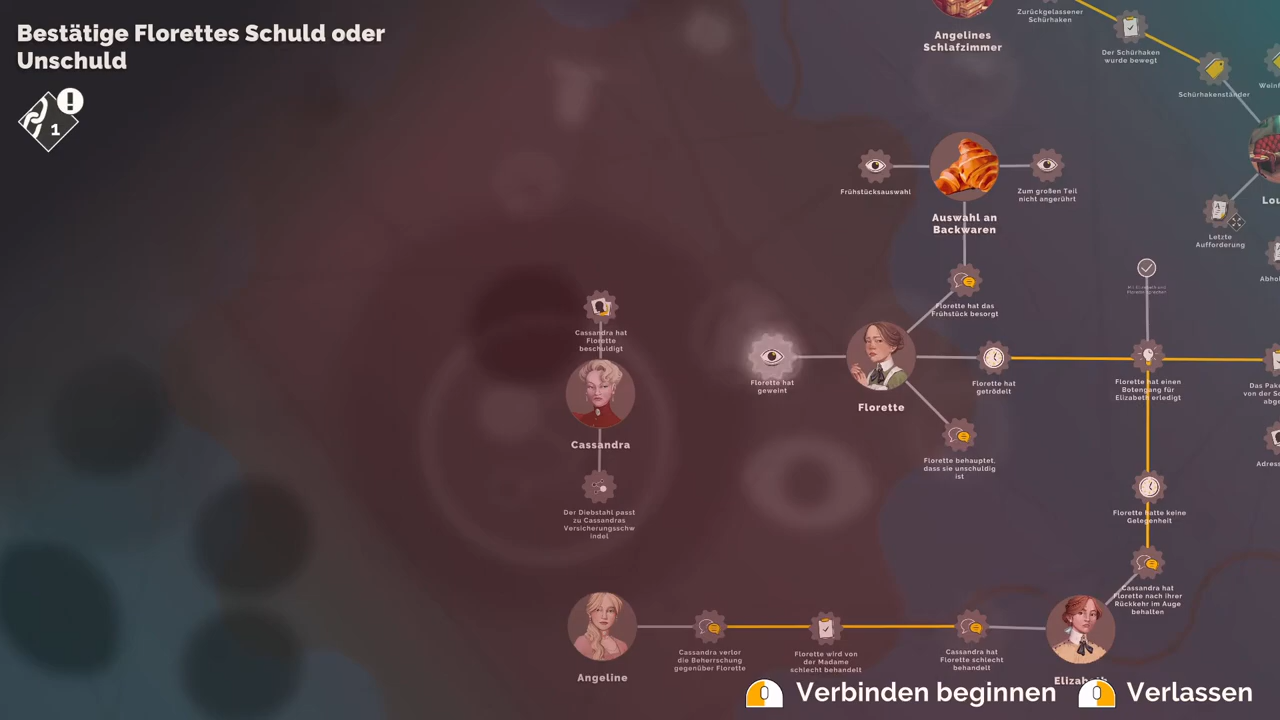 Bestätige Florettes Schuld oder
Unschuld
1
Angelines
Schlafzimmer
Zurückgelassener
Schürhaken
Der Schürhaken
wurde bewegt
Schürhakenständer
Frühstücksauswahl
Auswahl an
Backwaren
Zum großen Teil
nicht angerührt
Letzte
Aufforderung
Florette hat das
Frühstück besorgt
Cassandra hat
Florette
beschuldigt
Cassandra
Der Diebstahl passt
zu Cassandras
Versicherungsschw
indel
Florette hat
geweint
Florette
Florette hat
getrödelt
Florette behauptet,
dass sie unschuldig
ist
Florette hat einen
Botengang für
Elizabeth erledigt
Florette hatte keine
Gelegenheit
Cassandra hat
Florette nach ihrer
Rückkehr im Auge
behalten
Angeline
Cassandra verlor
die Beherrschung
gegenüber Florette
Florette wird von
der Madame
schlecht behandelt
Cassandra hat
Florette schlecht
behandelt
Verbinden beginnen
Verlassen